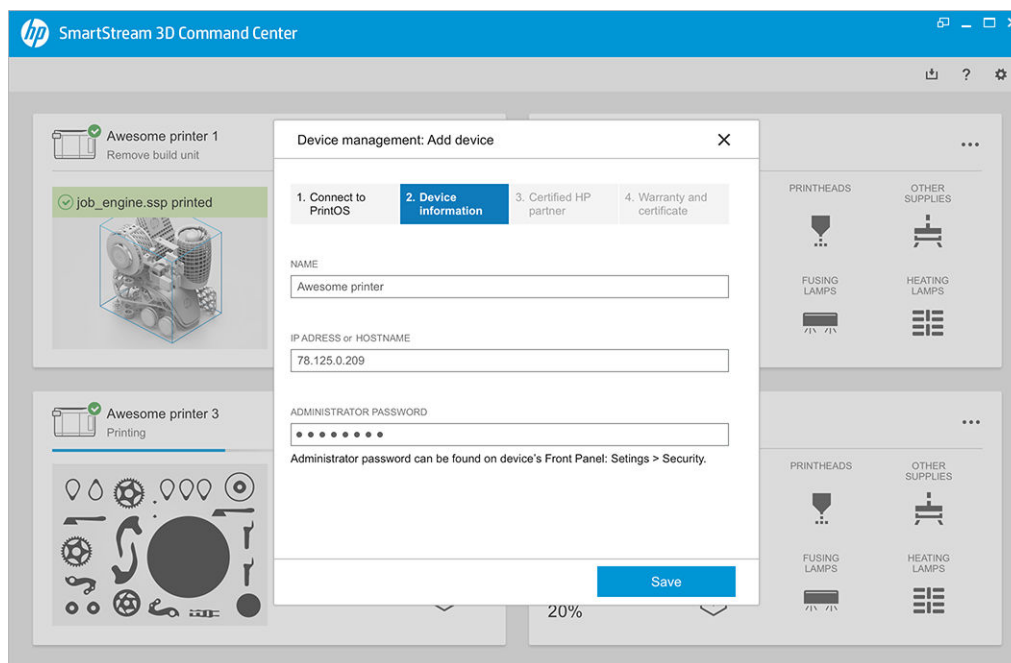 hp SmartStream 3D Command Center
?
Awesome printer 1
Remove build unit
job_engine.ssp printed
Device management: Add device
1. Connect to
PrintOS
2. Device
information
3. Certified HP
partner
4. Warranty and
certificate
NAME
Awesome printer
IP ADRESS or HOSTNAME
78.125.0.209
ADMINISTRATOR PASSWORD
Administrator password can be found on device's Front Panel: Setings > Security.
Save
PRINTHEADS
OTHER
SUPPLIES
FUSING
LAMPS
HEATING
LAMPS
Awesome printer 3
Printing
20%
PRINTHEADS
OTHER
SUPPLIES
FUSING
LAMPS
HEATING
LAMPS